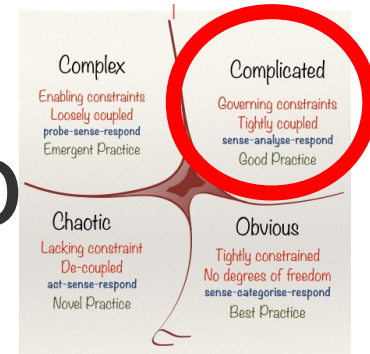 Complex
Enabling constraints
Loosely coupled
probe-sense-respond
Emergent Practice
Complicated
Governing constraints
Tightly coupled
sense-analyse-respond
Good Practice
Chaotic
Lacking constraint
De-coupled
act-sense-respond
Novel Practice
Obvious
Tightly constrained
No degrees of freedom
sense-categorise-respond
Best Practice